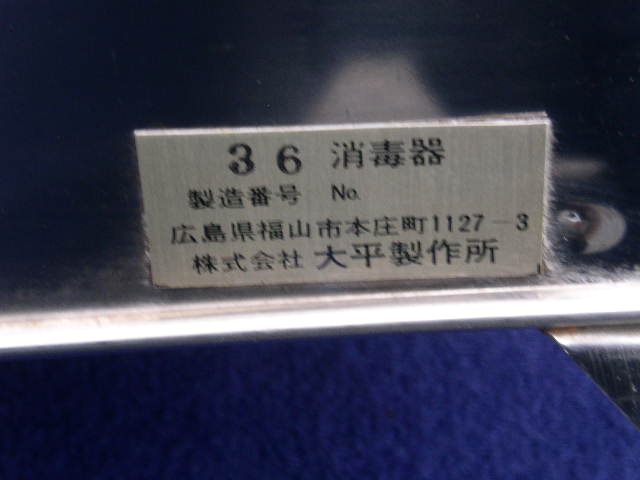 36 消毒器
製造番号 No.
広島県福山市本庄町1127-3
株式会社 大平製作所